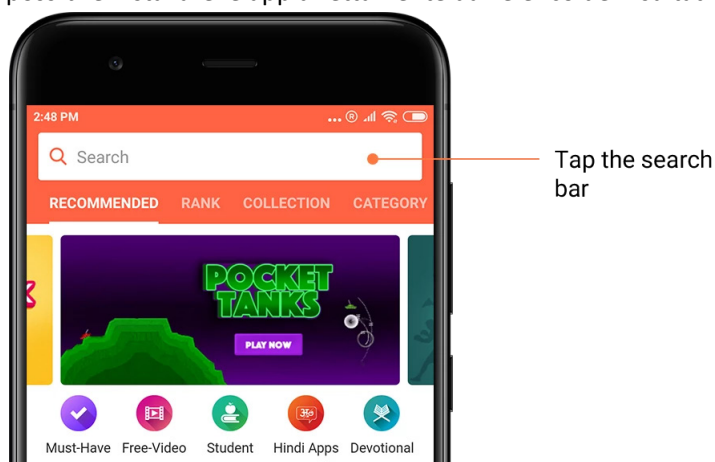 2:48 PM
Search
Tap the search
bar
RECOMMENDED RANK COLLECTION CATEGORY
POCKET
TANKS
PLAY NOW
Must-Have Free-Video Student Hindi Apps Devotional